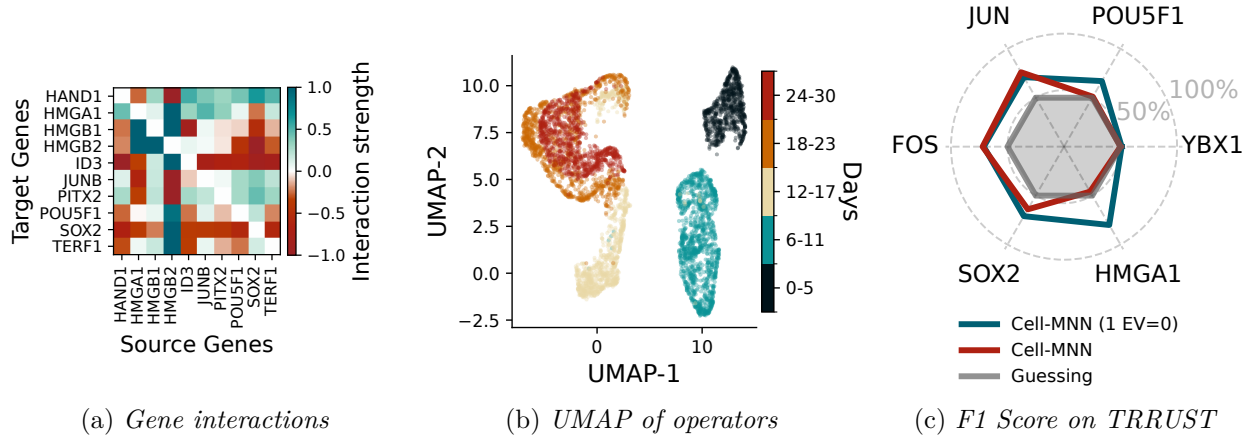 Target Genes
HAND1
HMGA1
HMGB1
HMGB2
ID3
JUNB
PITX2
POU5F1
SOX2
TERF1
HAND1
HMGA1
HMGB1
HMGB2
ID3
JUNB
PITX2
POU5F1
SOX2
TERF1
Source Genes
1.0
0.5
0.0
−0.5
−1.0
Interaction strength
(a) Gene interactions
UMAP-2
10.0
7.5
5.0
2.5
0.0
−2.5
0
10
UMAP-1
24-30
18-23
12-17
6-11
0-5
Days
(b) UMAP of operators
JUN
POU5F1
100%
50%
FOS
YBX1
SOX2
HMGA1
Cell-MNN (1 EV=0)
Cell-MNN
Guessing
(c) F1 Score on TRRUST